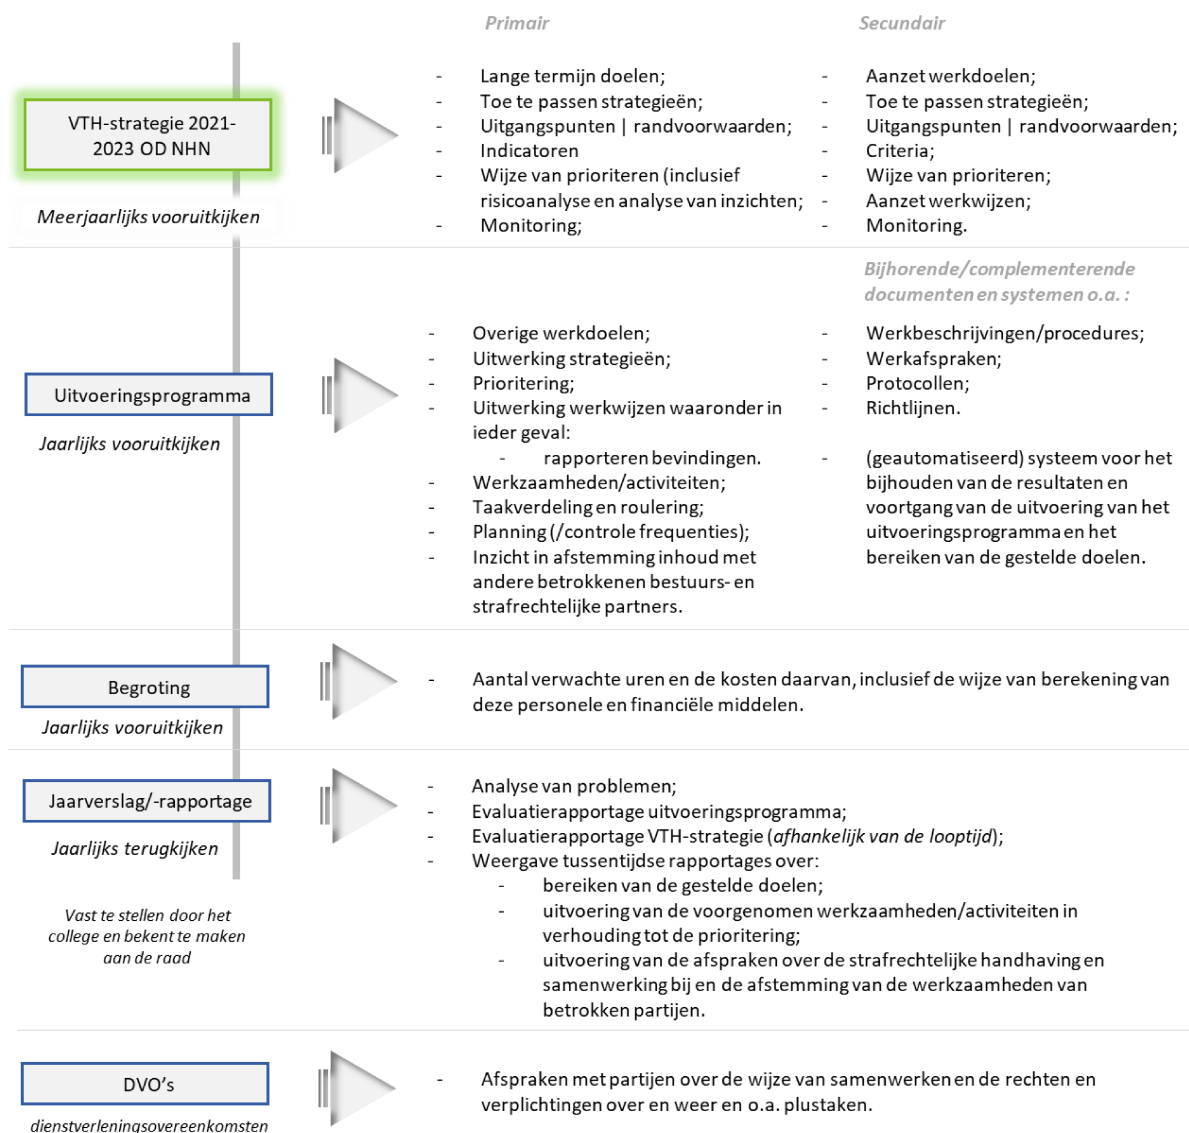 Primair
Secundair
VTH-strategie 2021-
2023 OD NHN
Meerjaarlijks vooruitkijken
- Lange termijn doelen;
- Toe te passen strategieën;
- Uitgangspunten | randvoorwaarden;
- Indicatoren
- Wijze van prioriteren (inclusief
risicoanalyse en analyse van inzichten;
- Monitoring;
- Aanzet werkdoelen;
- Toe te passen strategieën;
- Uitgangspunten | randvoorwaarden;
- Criteria;
- Wijze van prioriteren;
- Aanzet werkwijzen;
- Monitoring.
Bijhorende/complementerende
documenten en systemen o.a. :
Uitvoeringsprogramma
Jaarlijks vooruitkijken
- Overige werkdoelen;
- Uitwerking strategieën;
- Prioritering;
- Uitwerking werkwijzen waaronder in
ieder geval:
- rapporteren bevindingen.
- Werkzaamheden/activiteiten;
- Taakverdeling en roulering;
- Planning (/controle frequenties);
- Inzicht in afstemming inhoud met
andere betrokkenen bestuurs- en
strafrechtelijke partners.
- Werkbeschrijvingen/procedures;
- Werkafspraken;
- Protocollen;
- Richtlijnen.
- (geautomatiseerd) systeem voor het
bijhouden van de resultaten en
voortgang van de uitvoering van het
uitvoeringsprogramma en het
bereiken van de gestelde doelen.
Begroting
Jaarlijks vooruitkijken
- Aantal verwachte uren en de kosten daarvan, inclusief de wijze van berekening van
deze personele en financiële middelen.
Jaarverslag/-rapportage
Jaarlijks terugkijken
Vast te stellen door het
college en bekent te maken
aan de raad
- Analyse van problemen;
- Evaluatierapportage uitvoeringsprogramma;
- Evaluatierapportage VTH-strategie (afhankelijk van de looptijd);
- Weergave tussentijdse rapportages over:
- bereiken van de gestelde doelen;
- uitvoering van de voorgenomen werkzaamheden/activiteiten in
verhouding tot de prioritering;
- uitvoering van de afspraken over de strafrechtelijke handhaving en
samenwerking bij en de afstemming van de werkzaamheden van
betrokken partijen.
DVO's
dienstverleningsovereenkomsten
- Afspraken met partijen over de wijze van samenwerken en de rechten en
verplichtingen over en weer en o.a. plustaken.